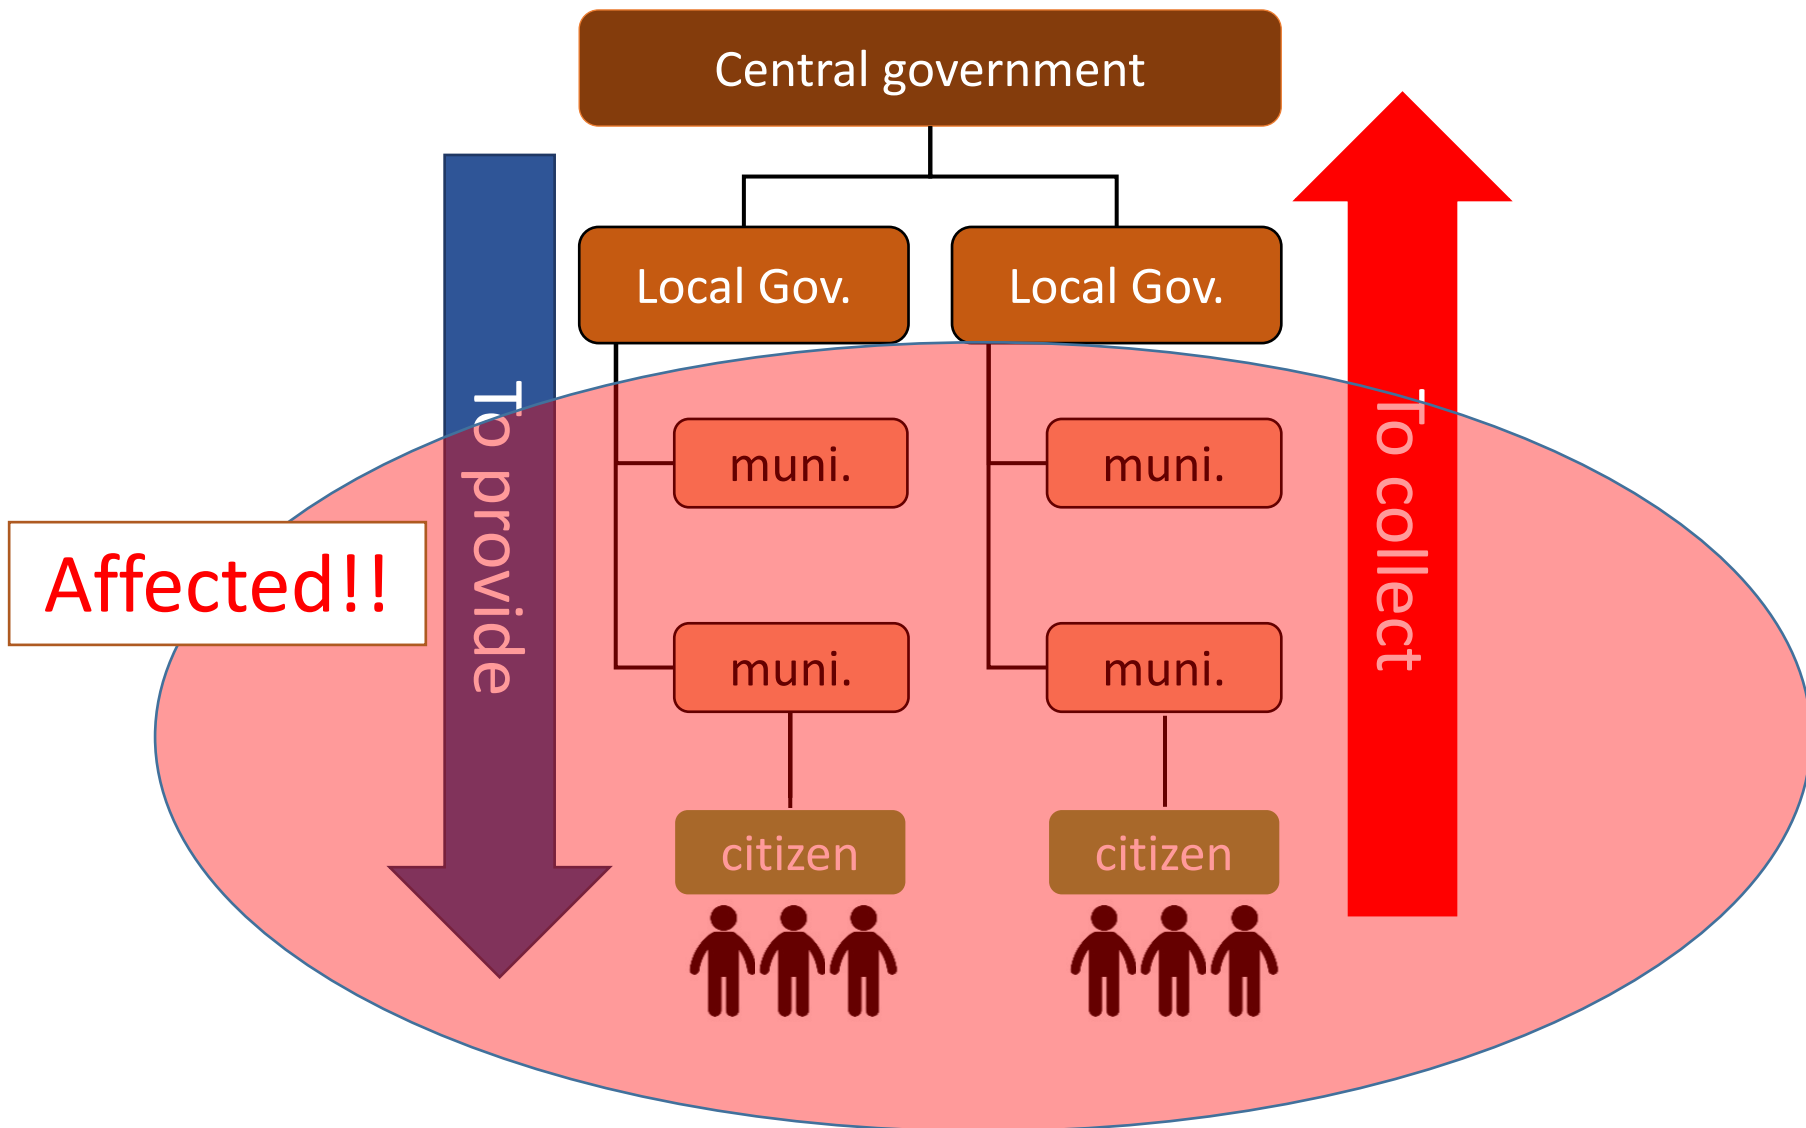 Central government
Local Gov.
Local Gov.
To provide
To collect
muni.
muni.
Affected!!
muni.
muni.
citizen
citizen